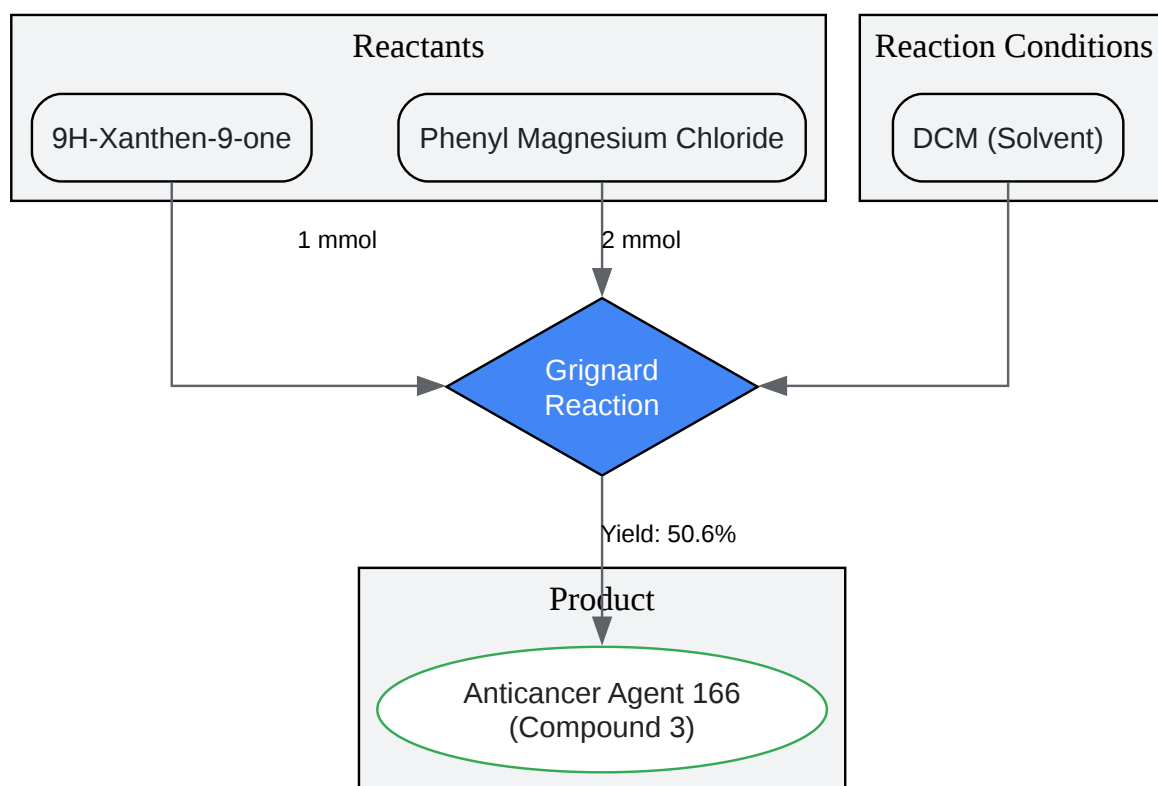 Reactants
Reaction Conditions
9H-Xanthen-9-one
Phenyl Magnesium Chloride
DCM (Solvent)
1 mmol
2 mmol
Grignard
Reaction
Yield: 50.6%
Product
Anticancer Agent 166
(Compound 3)